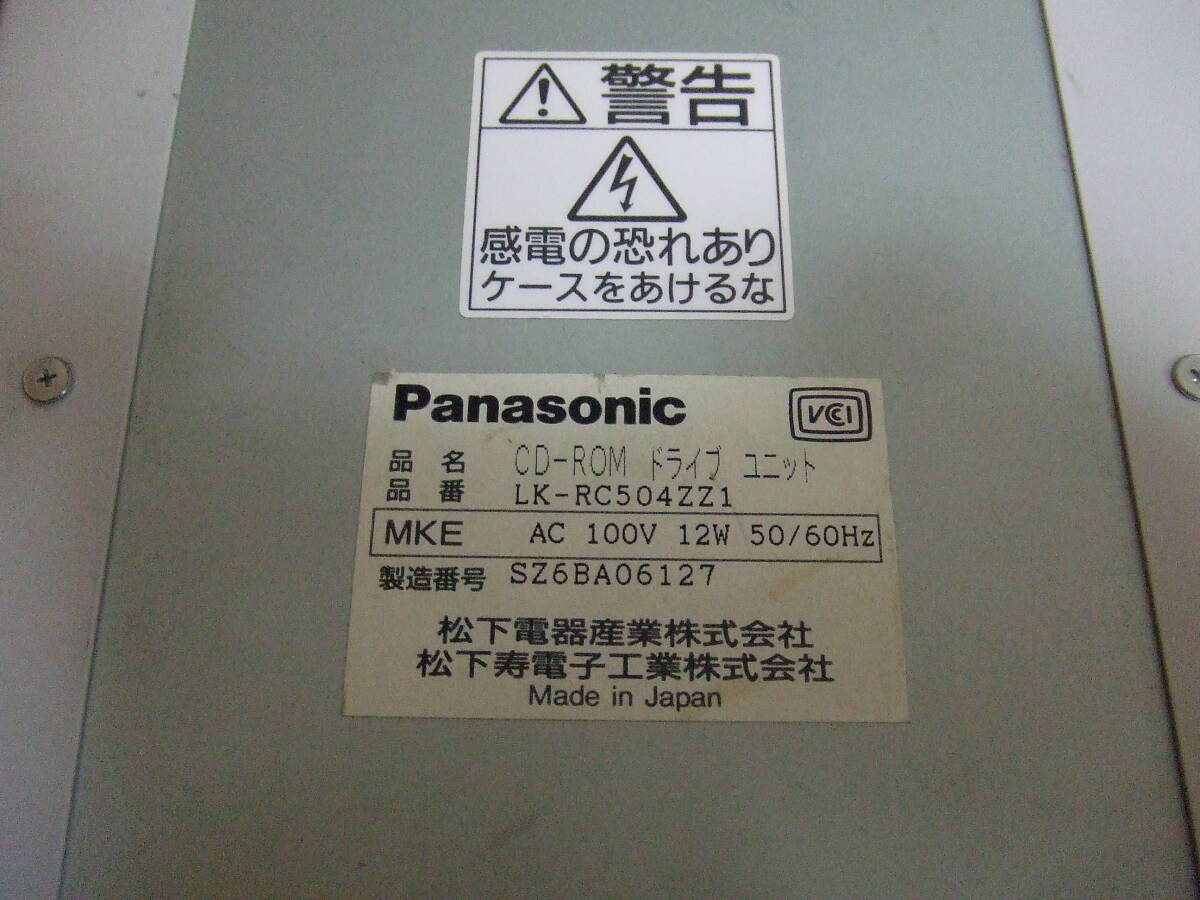 警告
感電の恐れあり
ケースをあけるな
Panasonic VCCI
品 名 CD-ROM ドライブ ユニット
品 番 LK-RC504ZZ1
MKE AC 100V 12W 50/60Hz
製造番号 SZ6BA06127
松下電器産業株式会社
松下寿電子工業株式会社
Made in Japan